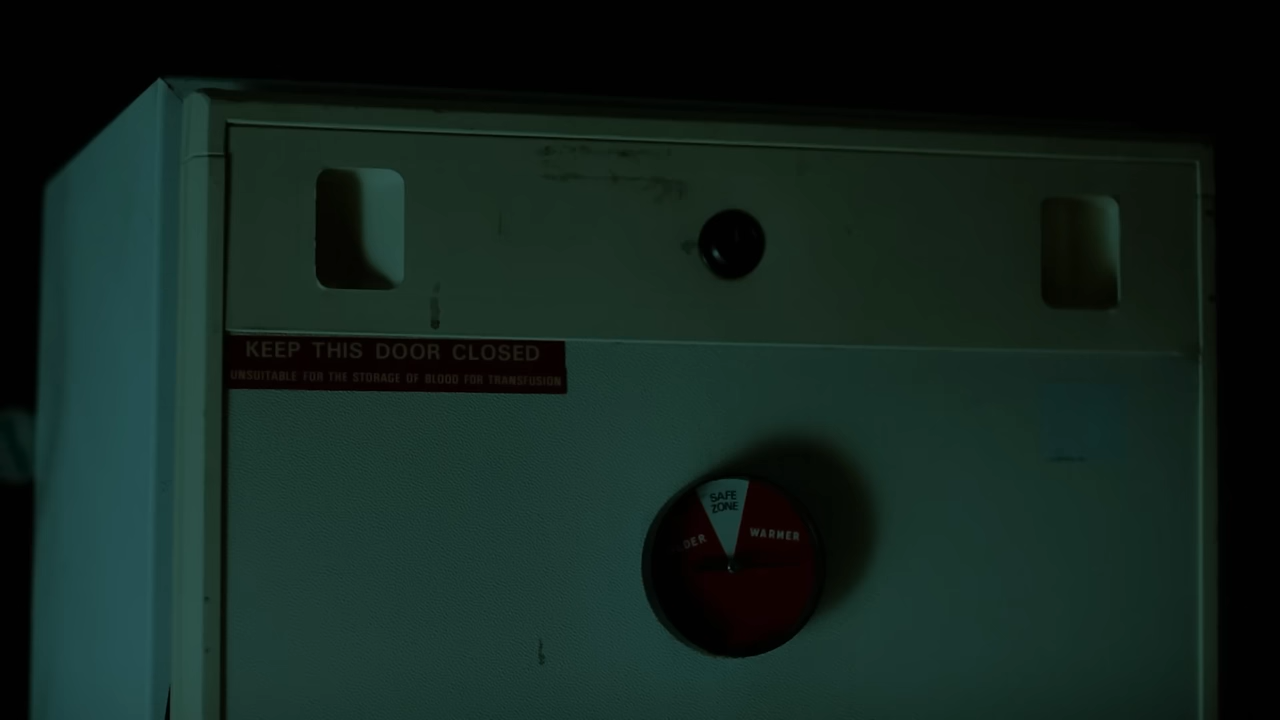 KEEP THIS DOOR CLOSED
UNSUITABLE FOR THE STORAGE OF BLOOD FOR TRANSFUSION
SAFE
ZONE
WARMER